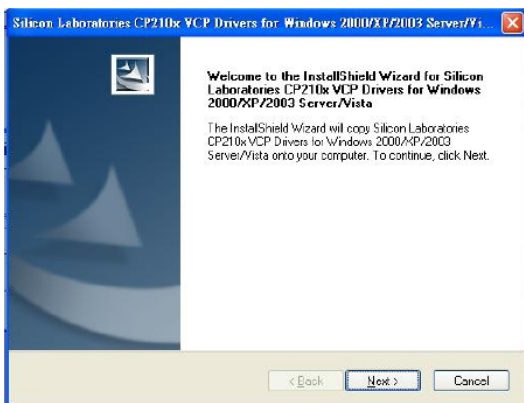 Silicon Laboratories CP210x VCP Drivers for Windows 2000/XP/2003 Server/Vi...
Welcome to the InstallShield Wizard for Silicon
Laboratories CP210x VCP Drivers for Windows
2000/XP/2003 Server/Vista
The InstallShield Wizard will copy Silicon Laboratories
CP210x VCP Drivers for Windows 2000/XP/2003
Server/Vista onto your computer. To continue, click Next.
< Back
Next >
Cancel